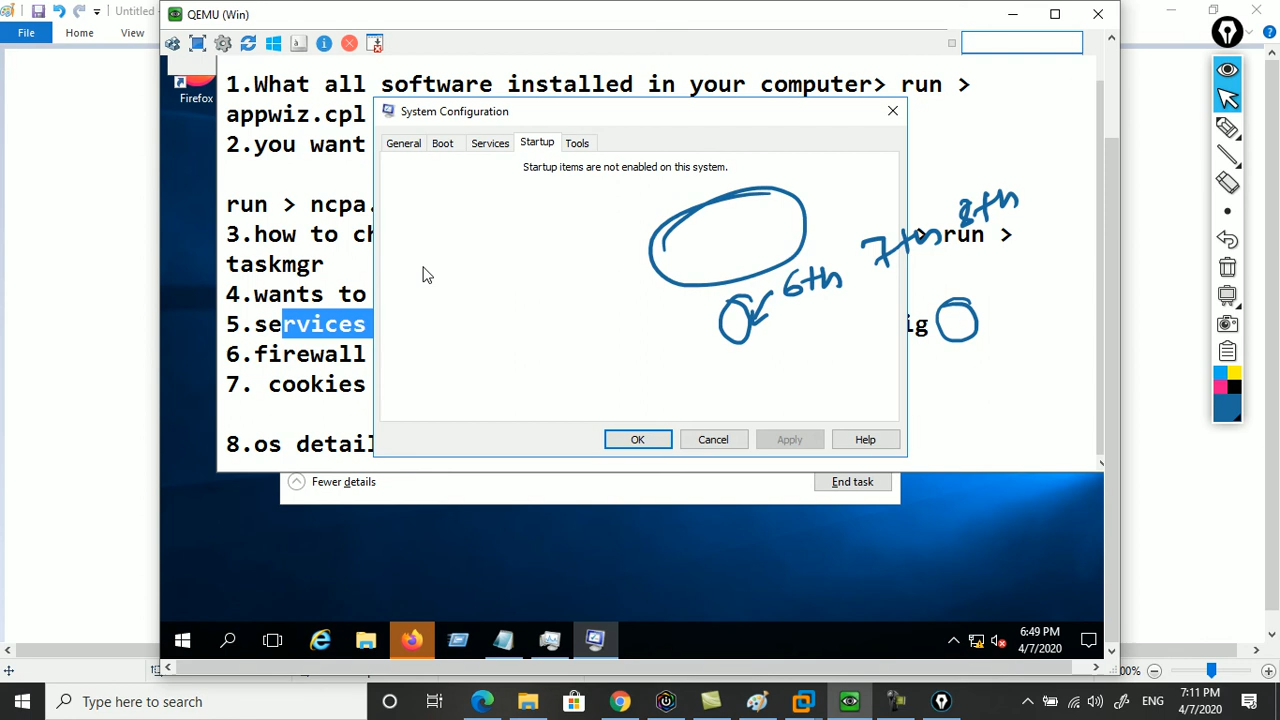 Untitled -
QEMU (Win)
File
Home
View
Firefox
1.What all software installed in your computer> run >
appwiz.cpl
2.you want
System Configuration
General
Boot
Services
Startup
Tools
Startup items are not enabled on this system.
run > ncpa.
8th
3.how to ch
7th
> run >
taskmgr
6th
4.wants to
5.services
ig
6.firewall
7. cookies
8.os detail
OK
Cancel
Apply
Help
Fewer details
End task
6:49 PM
4/7/2020
00%
Type here to search
ENG
7:11 PM
4/7/2020